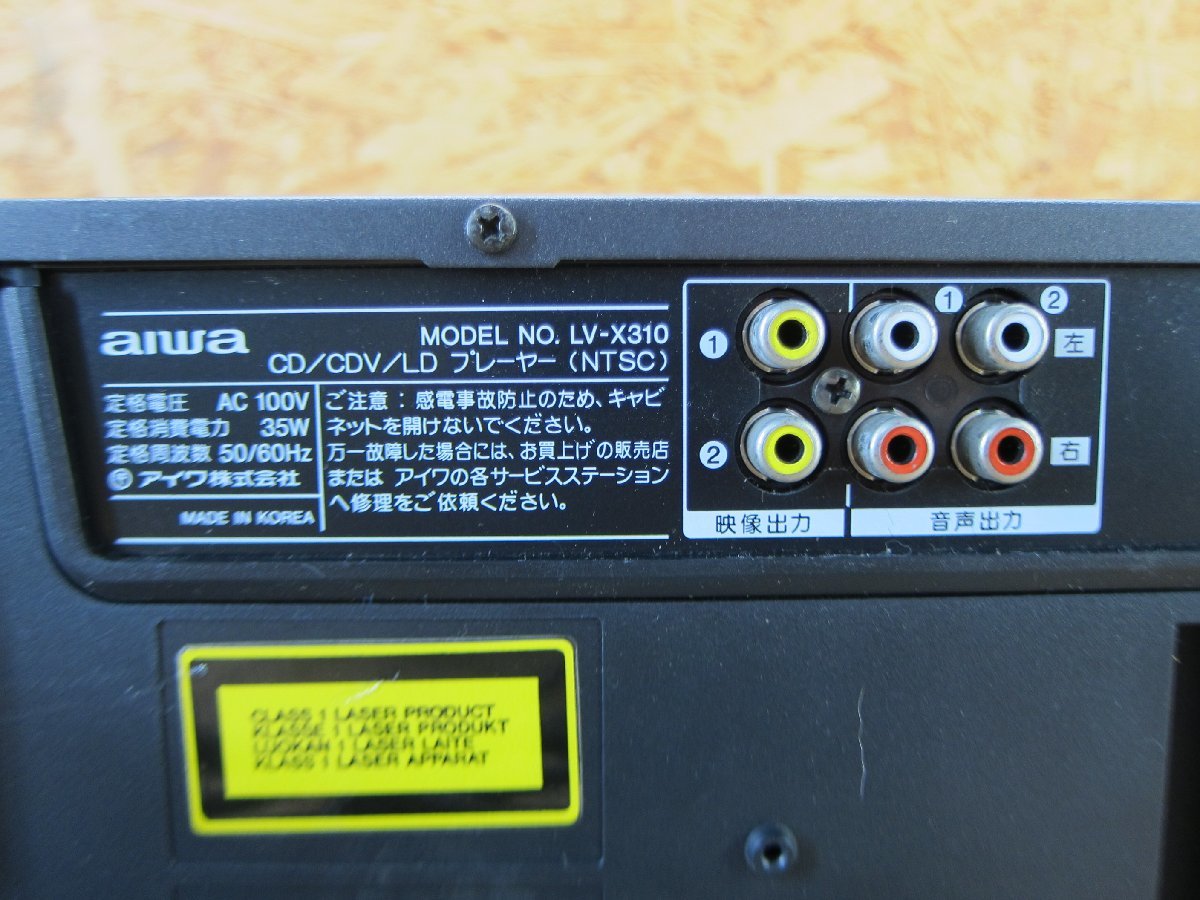 aiwa
MODEL NO. LV-X310
CD/CDV/LD プレーヤー (NTSC)
定格電圧 AC 100V
定格消費電力 35W
定格周波数 50/60Hz
アイワ株式会社
MADE IN KOREA
ご注意 : 感電事故防止のため、キャビ
ネットを開けないでください。
万一故障した場合には、お買上げの販売店
または アイワの各サービスステーション
へ修理をご依頼ください。
1
2
1
2
左
右
映像出力
音声出力
CLASS 1 LASER PRODUCT
KLASSE 1 LASER PRODUKT
LUOKAN 1 LASER LAITE
KLASS 1 LASER APPARAT